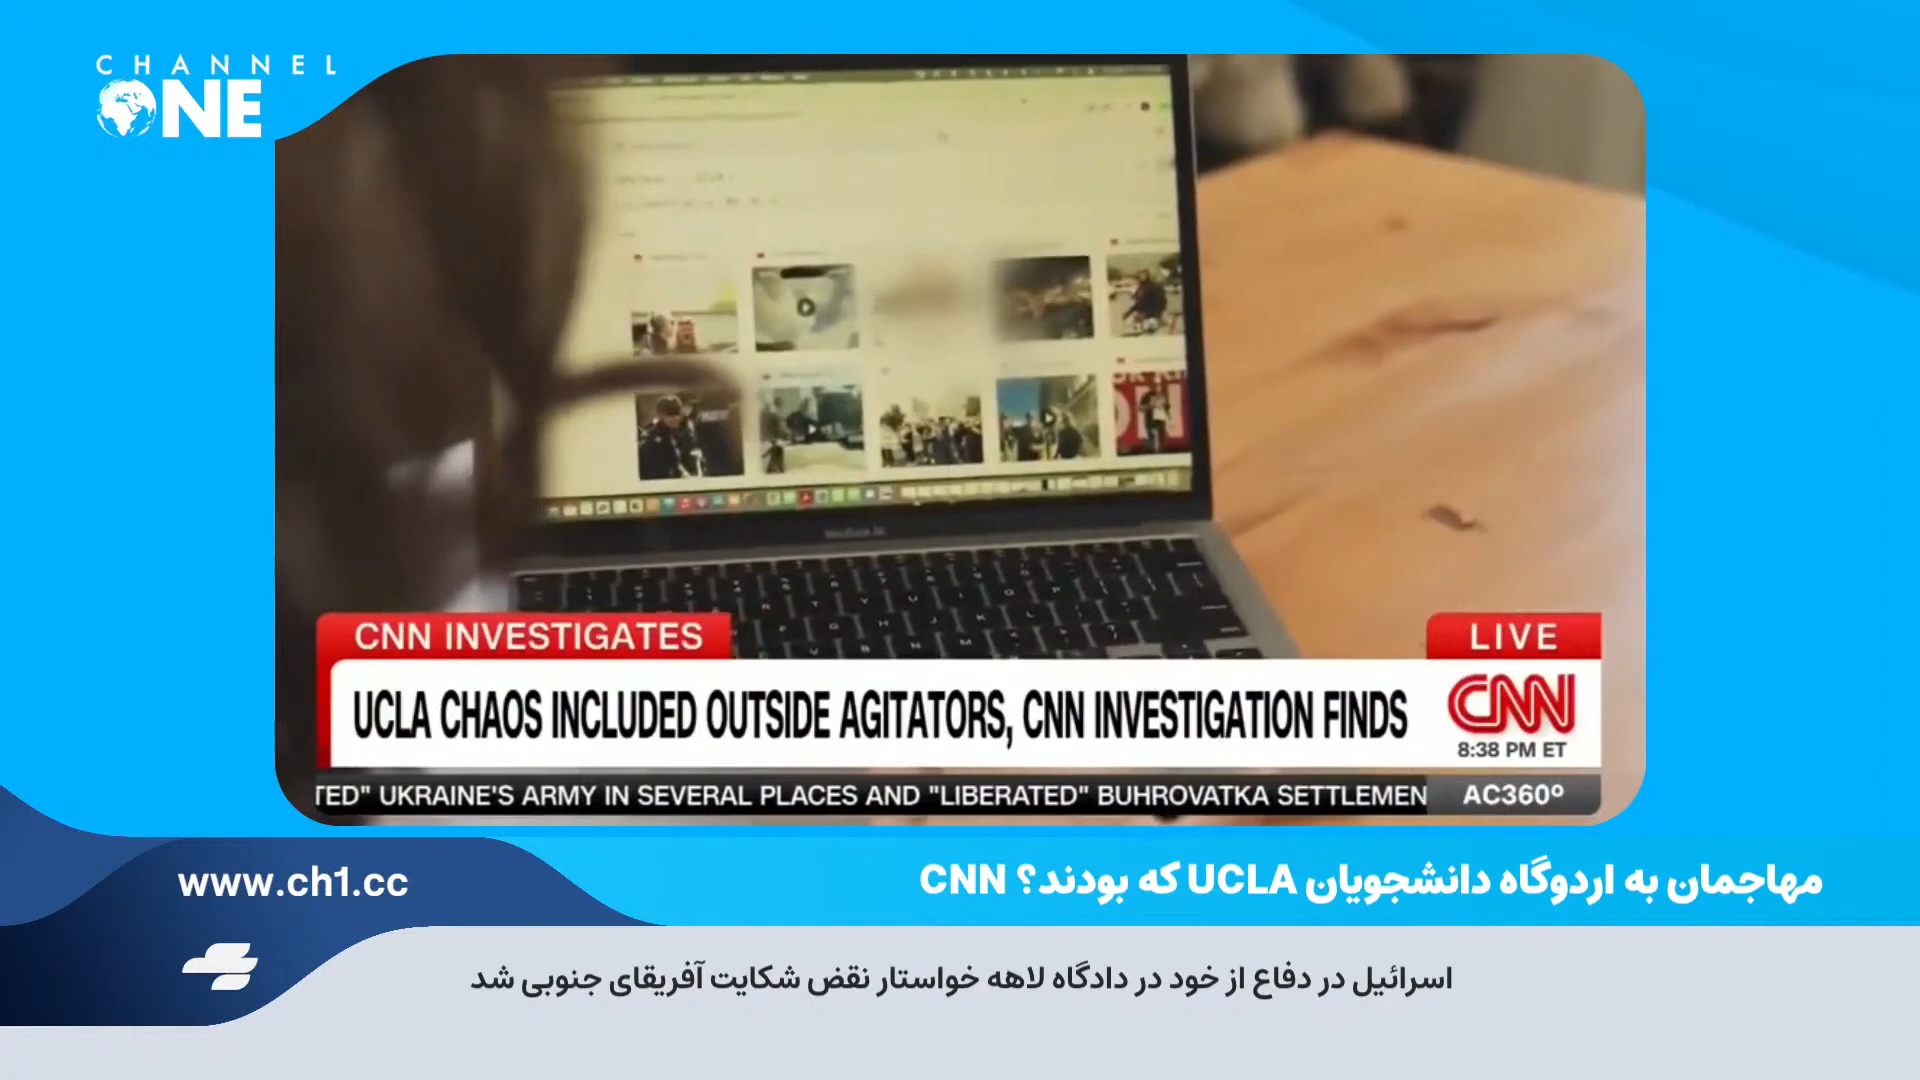 CHANNEL
ONE
CNN INVESTIGATES
LIVE
UCLA CHAOS INCLUDED OUTSIDE AGITATORS, CNN INVESTIGATION FINDS
CNN
8:38 PM ET
TED" UKRAINE'S ARMY IN SEVERAL PLACES AND "LIBERATED" BUHROVATKA SETTLEMEN
AC360º
www.ch1.cc
مهاجمان به اردوگاه دانشجویان UCLA که بودند؟ CNN
اسرائیل در دفاع از خود در دادگاه لاهه خواستار نقض شکایت آفریقای جنوبی شد